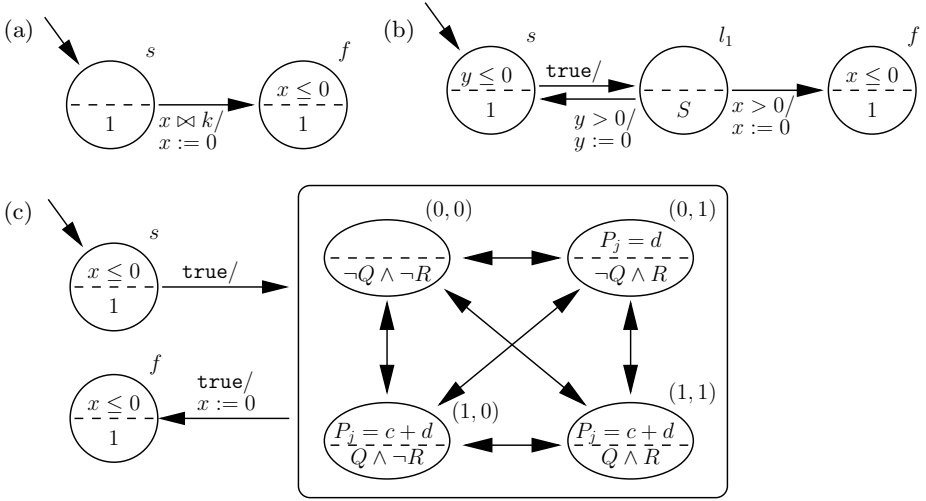 (a)
s
1
x ⋈ k/
x := 0
f
x ≤ 0
1
(b)
s
y ≤ 0
1
true/
y > 0/
y := 0
l₁
S
x > 0/
x := 0
f
x ≤ 0
1
(c)
s
x ≤ 0
1
true/
f
x ≤ 0
1
true/
x := 0
(0, 0)
¬Q ∧ ¬R
(0, 1)
P_j = d
¬Q ∧ R
(1, 0)
P_j = c + d
Q ∧ ¬R
(1, 1)
P_j = c + d
Q ∧ R